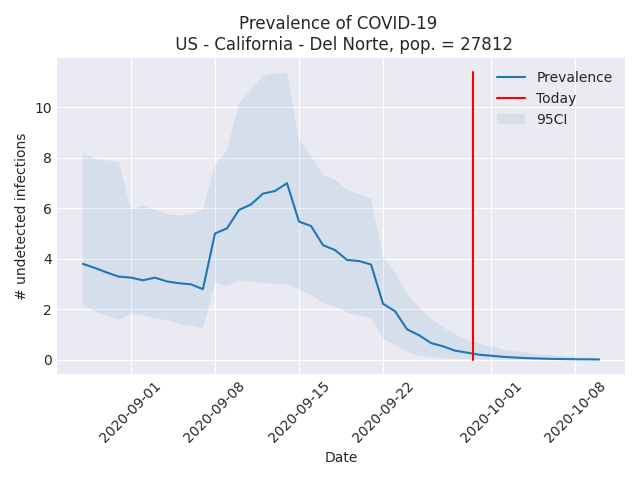 Prevalence of COVID-19
US - California - Del Norte, pop. = 27812
Prevalence
Today
95CI
# undetected infections
10
8
6
4
2
0
2020-09-01
2020-09-08
2020-09-15
2020-09-22
2020-10-01
2020-10-08
Date